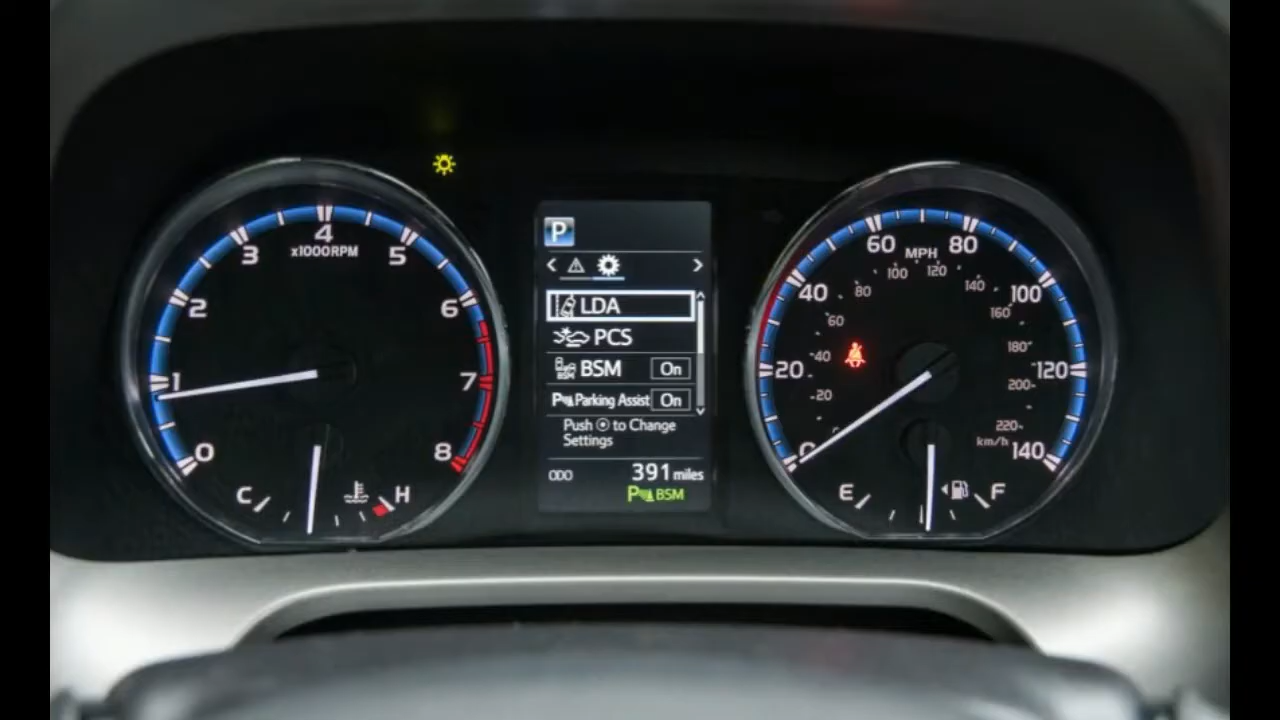 0
1
2
3
4
5
6
7
8
x1000RPM
C
H
P
LDA
PCS
BSM
BSM On
Parking Assist On
Push to Change
Settings
ODO 391 miles
P BSM
0
20
40
60
80
100
120
140
MPH
20
40
60
80
100
120
140
160
180
200
220
km/h
E
F